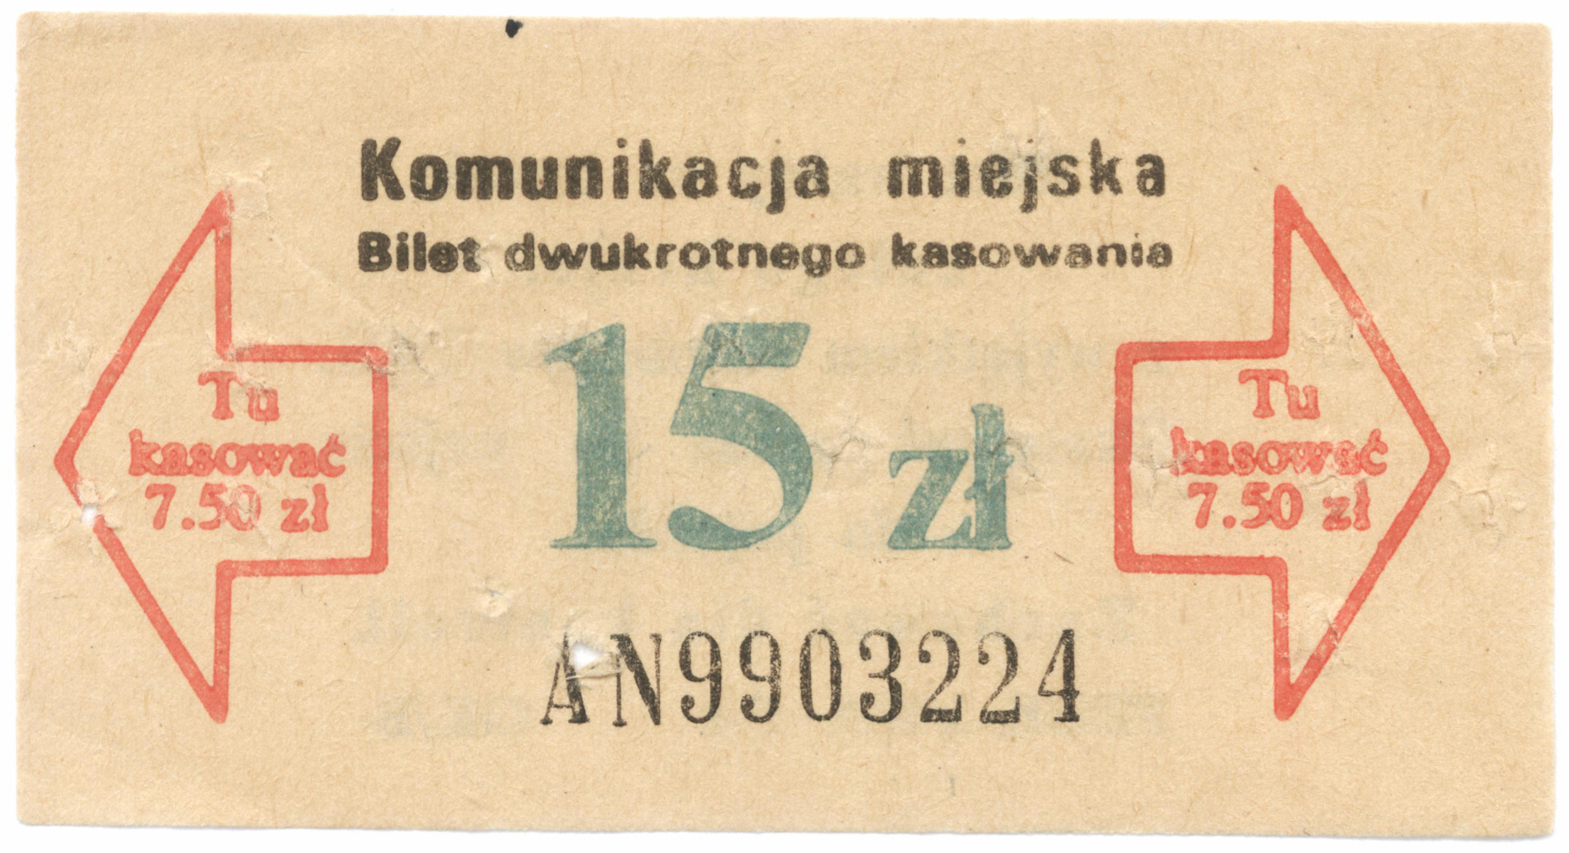 Komunikacja miejska
Bilet dwukrotnego kasowania
15 zł
Tu
kasować
7.50 zł
Tu
kasować
7.50 zł
AN9903224